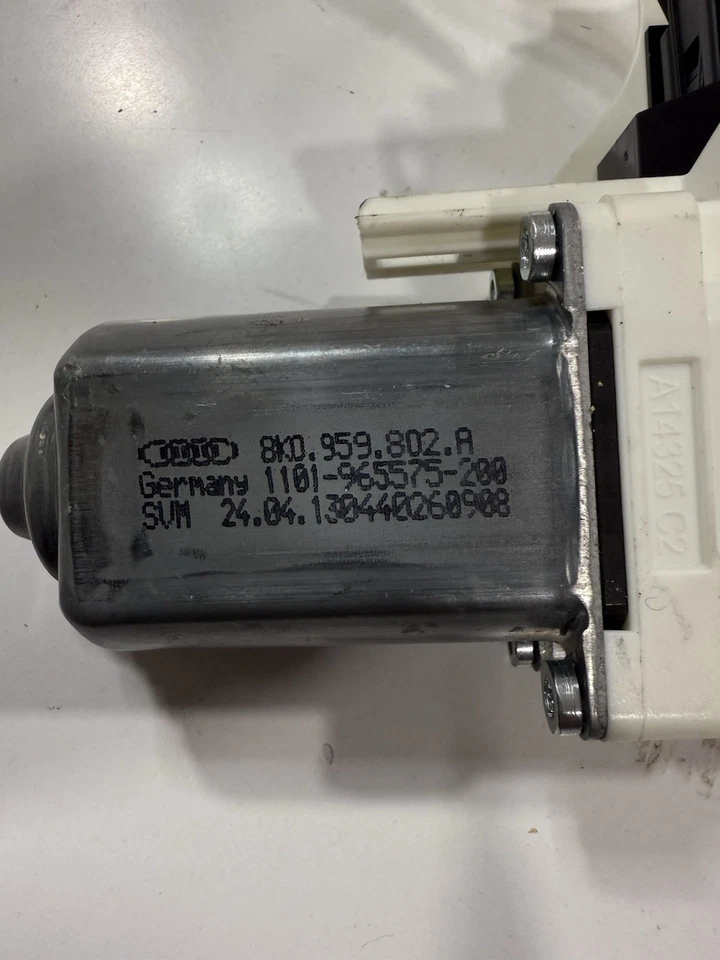 8K0.959.802.A
Germany 1101-965575-200
SVM 24.04.130440260908
A14325 C2